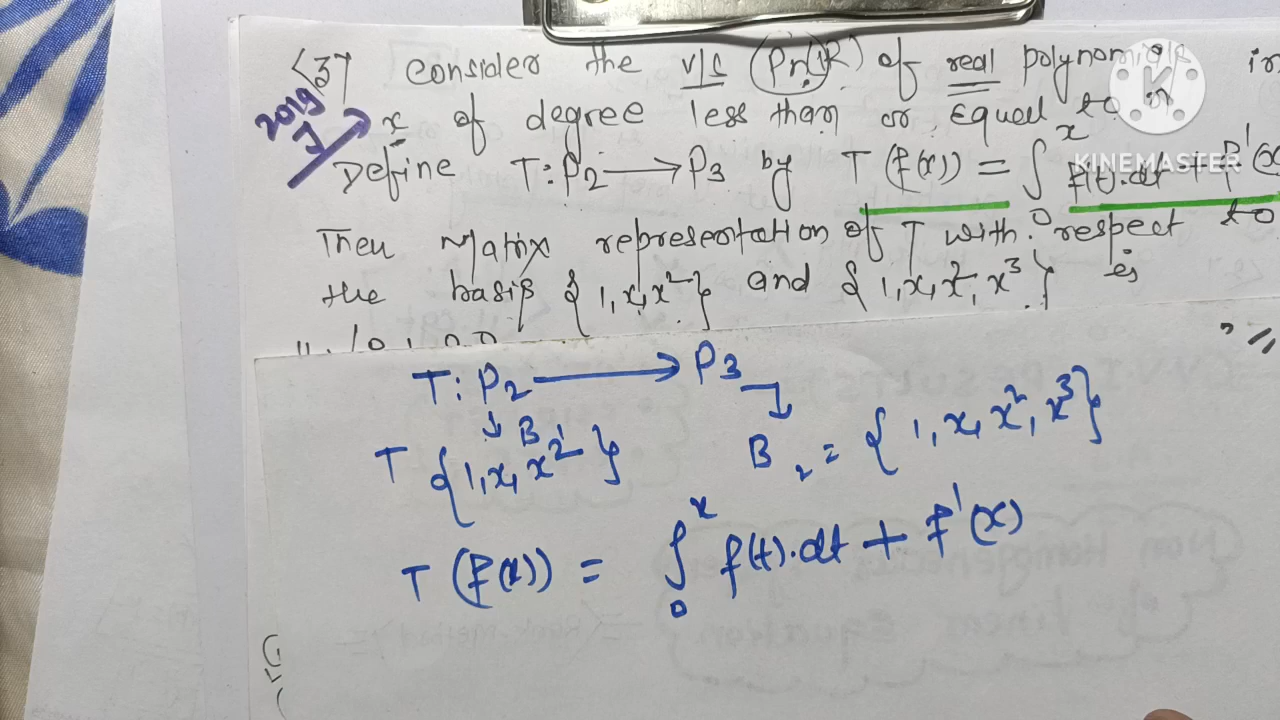 <37 consider the v/s (Pn(R) of real polynomials in
2019
x of degree less than or Equal to n
Define T: P₂ → P₃ by T(f(x)) = ∫₀ˣ f(t).dt + f'(x
KINEMASTER
Then Matrix representation of T with respect to
the basis {1, x, x²} and {1, x, x², x³} is
T: P₂ → P₃
T {1, x, x²} B₁ B₂ = {1, x, x², x³}
T(f(x)) = ∫₀ˣ f(t).dt + f'(x)